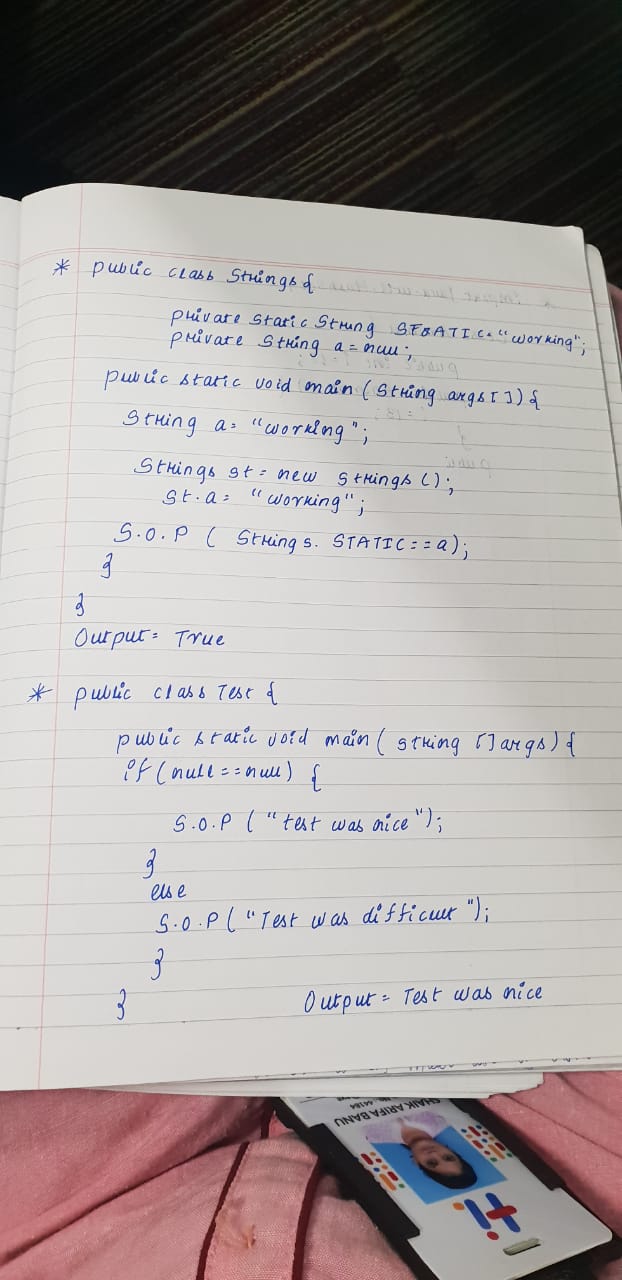 * public class Strings {
private static String STATIC = "working";
private String a = null;
public static void main (String args [ ]) {
String a = "working";
Strings st = new Strings ();
st.a = "working";
S.O.P ( Strings. STATIC == a);
}
}
Output = True
* public class Test {
public static void main ( string [] args) {
if (null == null) {
S.O.P ( "test was nice");
}
else
S.O.P ( "Test was difficult ");
}
}
Output = Test was nice
SHAIK ARIFA BANU